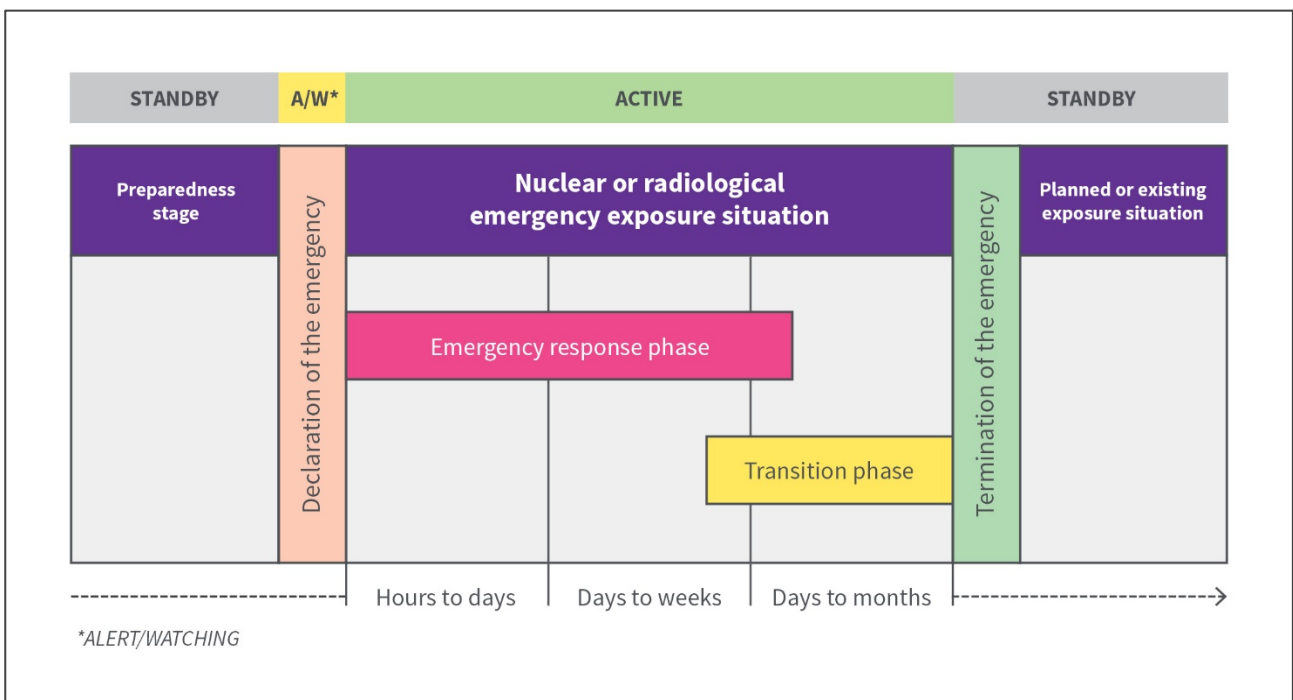 STANDBY
A/W*
ACTIVE
STANDBY
Preparedness
stage
Declaration of the emergency
Nuclear or radiological
emergency exposure situation
Termination of the emergency
Planned or existing
exposure situation
Emergency response phase
Transition phase
Hours to days
Days to weeks
Days to months
*ALERT/WATCHING